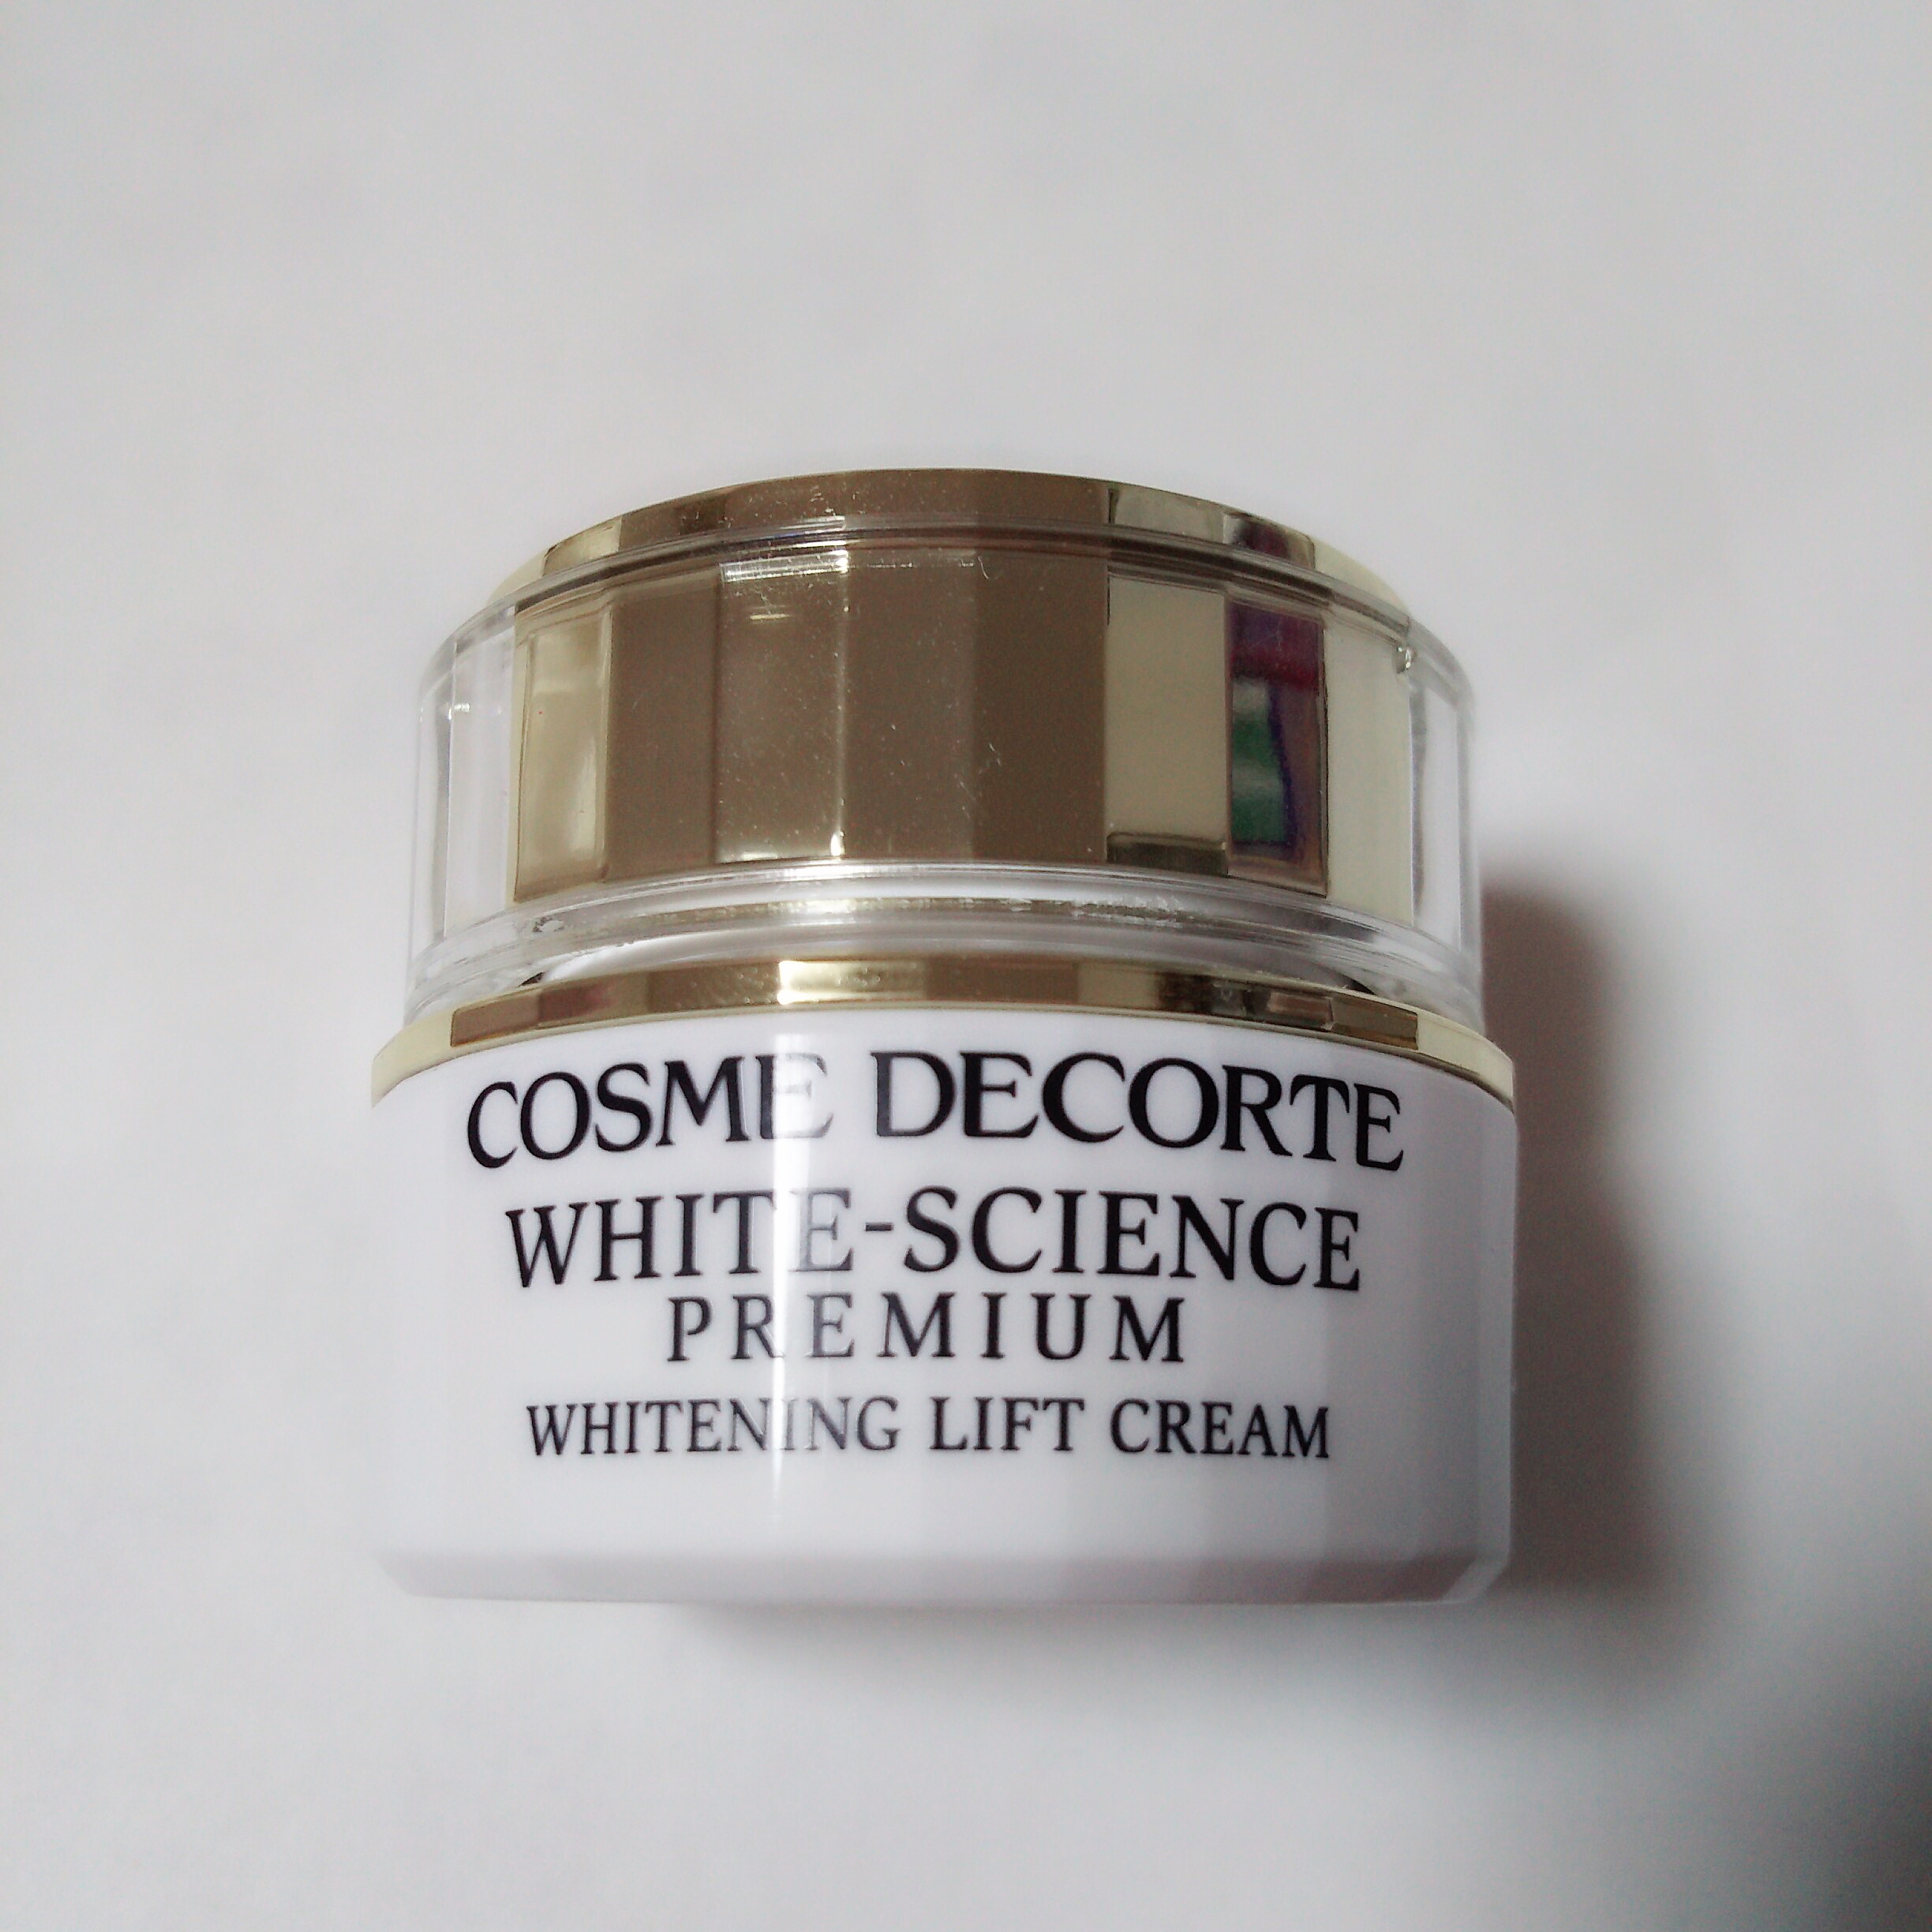 COSME DECORTE
WHITE-SCIENCE
PREMIUM
WHITENING LIFT CREAM